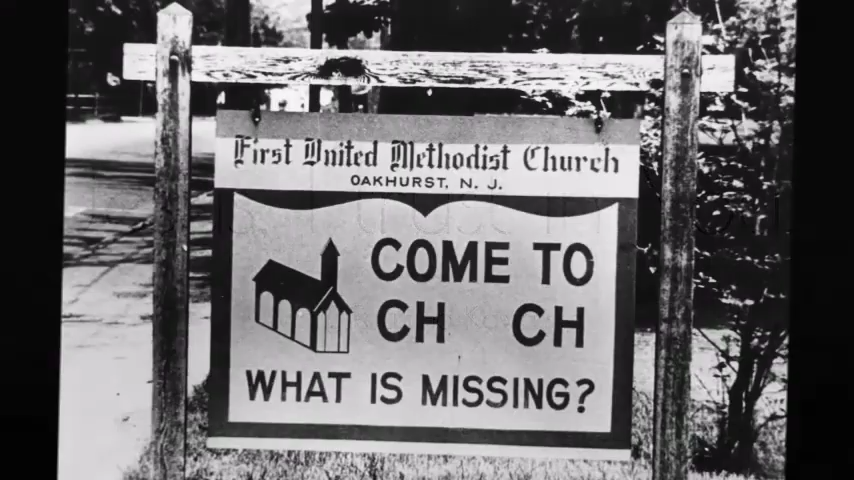 First United Methodist Church
OAKHURST, N. J.
COME TO
CH CH
WHAT IS MISSING?